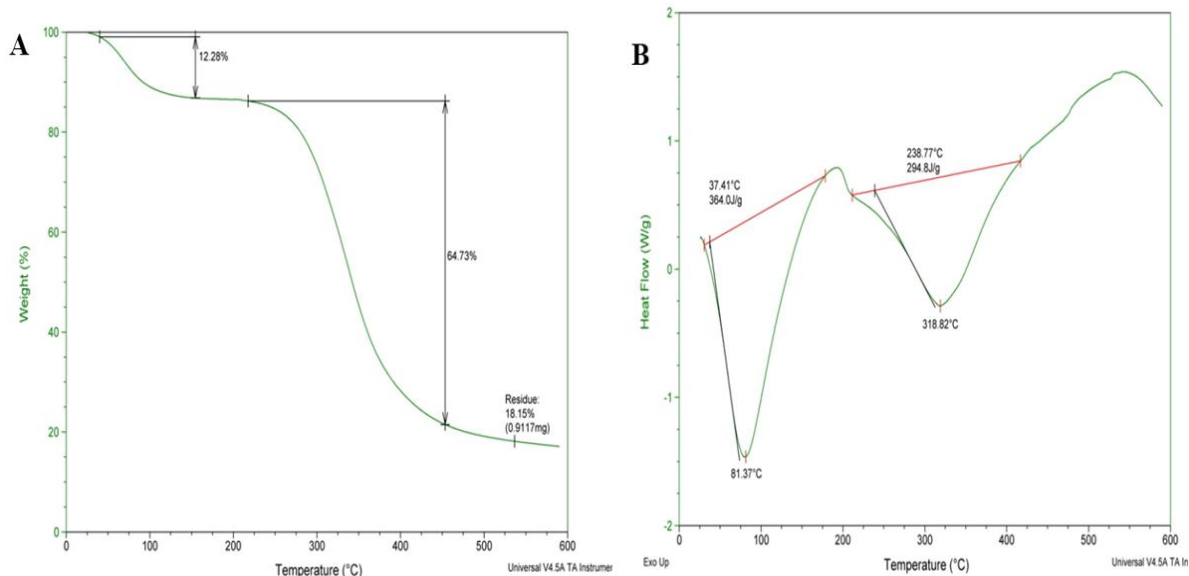 A
100
80
60
40
20
0
Weight (%)
12.28%
64.73%
Residue:
18.15%
(0.9117mg)
0
100
200
300
400
500
600
Temperature (°C)
Universal V4.5A TA Instrumer
B
2
1
0
-1
-2
Heat Flow (W/g)
37.41°C
364.0J/g
238.77°C
294.8J/g
81.37°C
318.82°C
0
100
200
300
400
500
600
Exo Up
Temperature (°C)
Universal V4.5A TA In